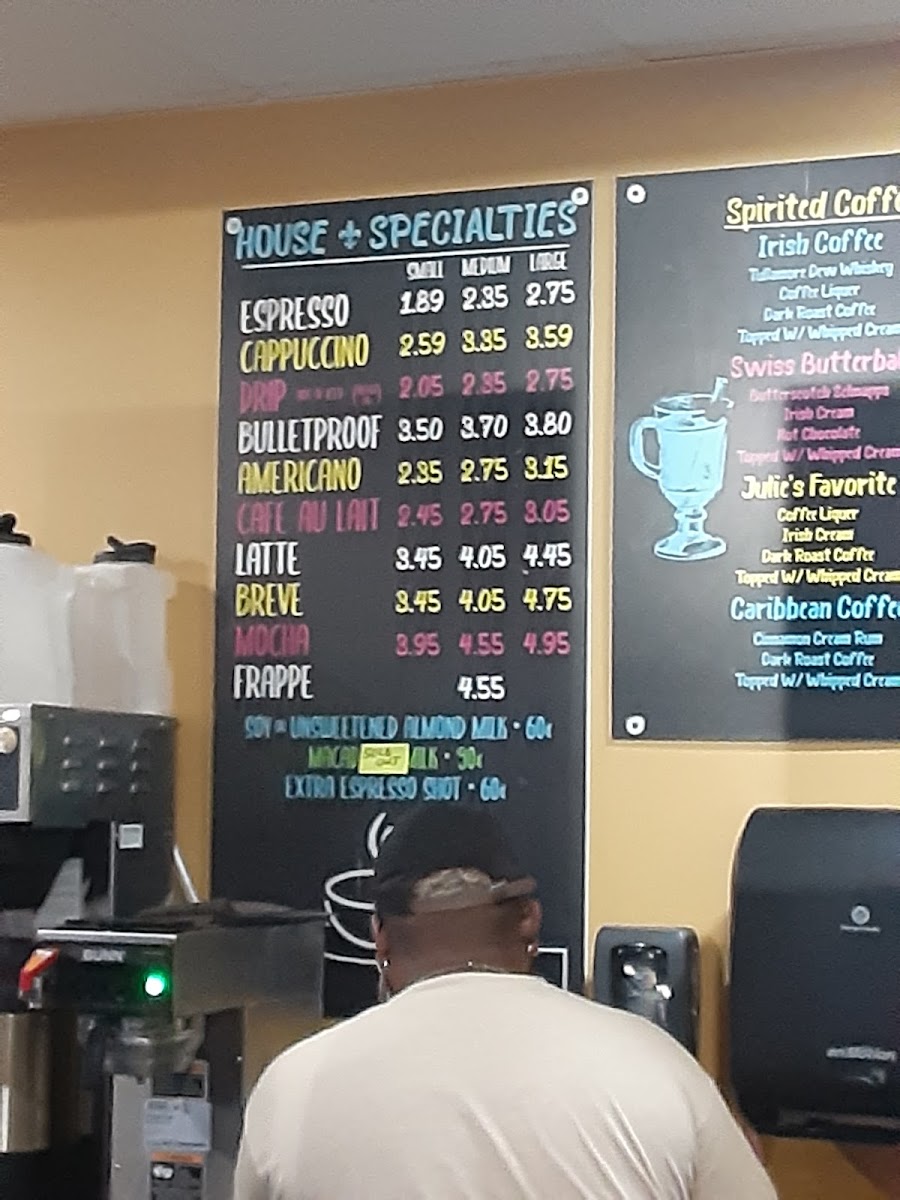 HOUSE + SPECIALTIES
SMALL MEDIUM LARGE
ESPRESSO 1.89 2.35 2.75
CAPPUCCINO 2.59 3.35 3.59
DRIP 2.05 2.35 2.75
BULLETPROOF 3.50 3.70 3.80
AMERICANO 2.35 2.75 3.15
CAFE AU LAIT 2.45 2.75 3.05
LATTE 3.45 4.05 4.45
BREVE 3.45 4.05 4.75
MOCHA 3.95 4.55 4.95
FRAPPE 4.55
SOY UNSWEETENED ALMOND MILK • 60¢
SOLD OUT
EXTRA ESPRESSO SHOT • 60¢
Spirited Coffe
Irish Coffee
Tullamore Dew Whiskey
Coffee Liquer
Dark Roast Coffee
Topped W/ Whipped Cream
Swiss Butterbal
Butterscotch Schnapps
Irish Cream
Hot Chocolate
Topped W/ Whipped Cream
Julie's Favorite
Coffee Liquer
Irish Cream
Dark Roast Coffee
Topped W/ Whipped Cream
Caribbean Coffee
Cinnamon Cream Rum
Dark Roast Coffee
Topped W/ Whipped Cream
BUNN